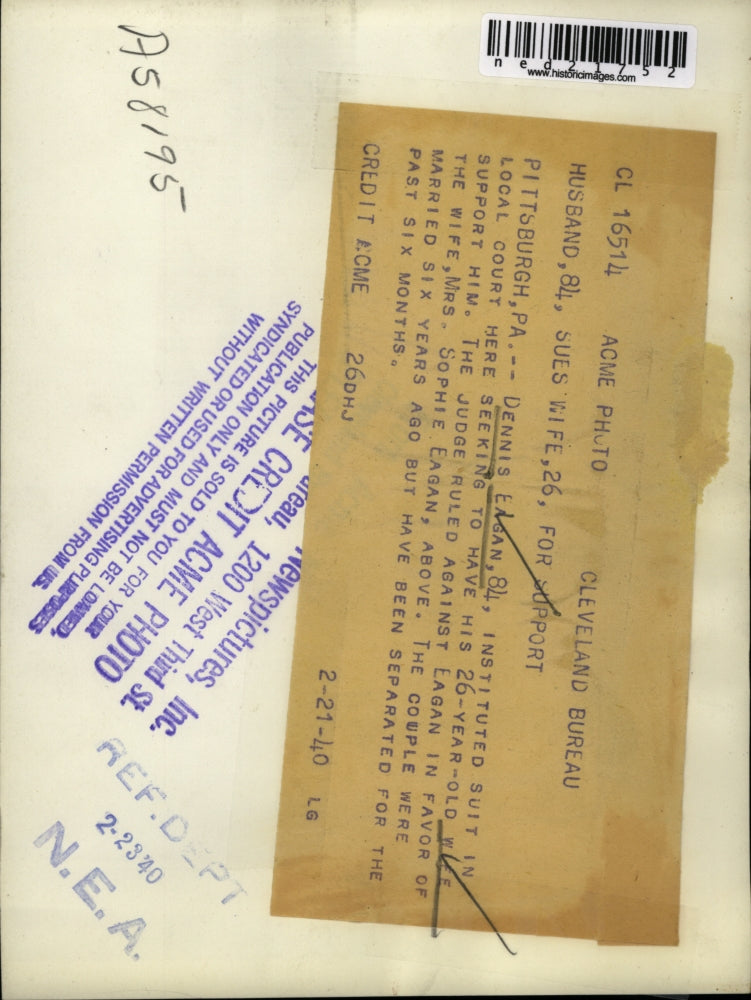 ned21752
www.historicimages.com
A58195
CL 16514 ACME PHOTO CLEVELAND BUREAU
HUSBAND, 84, SUES WIFE, 26, FOR SUPPORT
PITTSBURGH, PA.-- DENNIS EAGAN, 84, INSTITUTED SUIT IN
LOCAL COURT HERE SEEKING TO HAVE HIS 26-YEAR-OLD WIFE
SUPPORT HIM. THE JUDGE RULED AGAINST EAGAN IN FAVOR OF
THE WIFE, MRS. SOPHIE EAGAN, ABOVE. THE COUPLE WERE
MARRIED SIX YEARS AGO BUT HAVE BEEN SEPARATED FOR THE
PAST SIX MONTHS.
CREDIT ACME 26DHJ 2-21-40 LG
Newspictures, Inc.
1200 West Third St.
CREDIT ACME PHOTO
THIS PICTURE IS SOLD TO YOU FOR YOUR
PUBLICATION ONLY AND MUST NOT BE LOANED,
SYNDICATED OR USED FOR ADVERTISING PURPOSES
WITHOUT WRITTEN PERMISSION FROM US.
REF. DEPT
2-23 40
N.E.A.